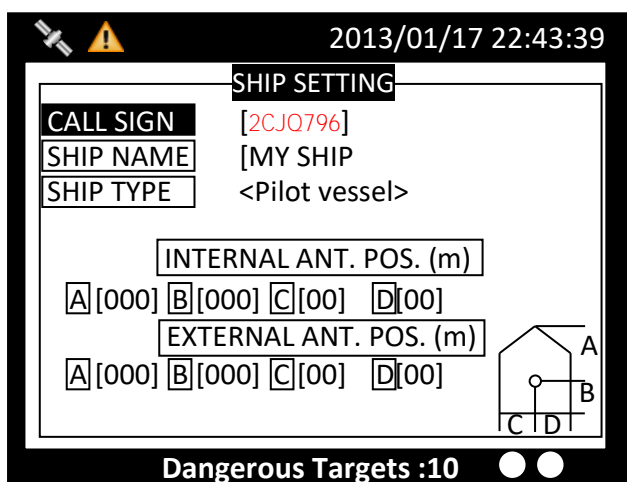 2013/01/17 22:43:39
SHIP SETTING
CALL SIGN [2CJQ796]
SHIP NAME [MY SHIP
SHIP TYPE <Pilot vessel>
INTERNAL ANT. POS. (m)
A [000] B [000] C [00] D [00]
EXTERNAL ANT. POS. (m)
A [000] B [000] C [00] D [00]
A
B
C D
Dangerous Targets :10